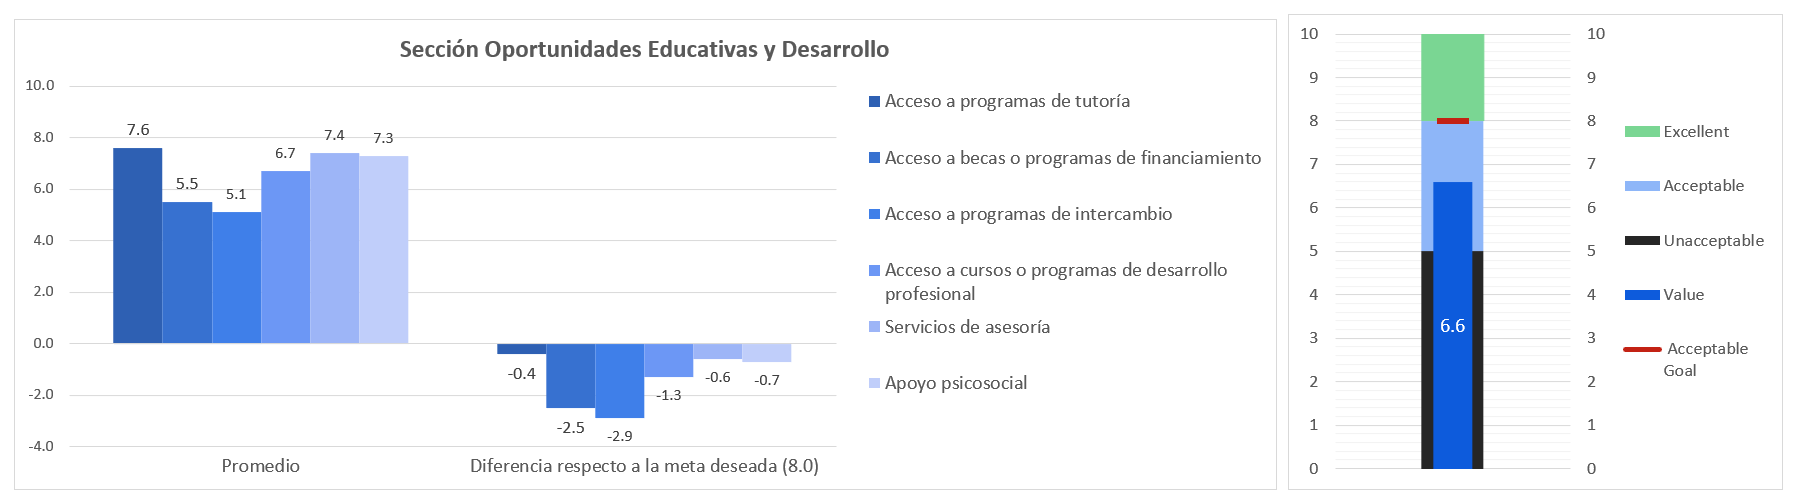 Sección Oportunidades Educativas y Desarrollo
10.0
8.0
6.0
4.0
2.0
0.0
-2.0
-4.0
7.6
5.5
5.1
6.7
7.4
7.3
-0.4
-2.5
-2.9
-1.3
-0.6
-0.7
Promedio
Diferencia respecto a la meta deseada (8.0)
Acceso a programas de tutoría
Acceso a becas o programas de financiamiento
Acceso a programas de intercambio
Acceso a cursos o programas de desarrollo
profesional
Servicios de asesoría
Apoyo psicosocial
10
9
8
7
6
5
4
3
2
1
0
6.6
10
9
8
7
6
5
4
3
2
1
0
Excellent
Acceptable
Unacceptable
Value
Acceptable
Goal